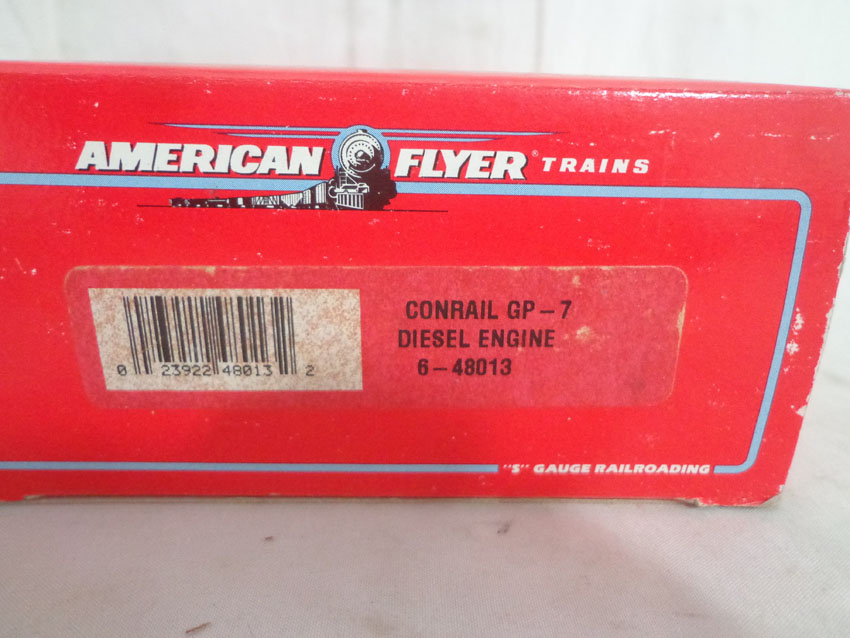 AMERICAN FLYER® TRAINS
CONRAIL GP-7
DIESEL ENGINE
6-48013
0 23922 48013 2
"S" GAUGE RAILROADING